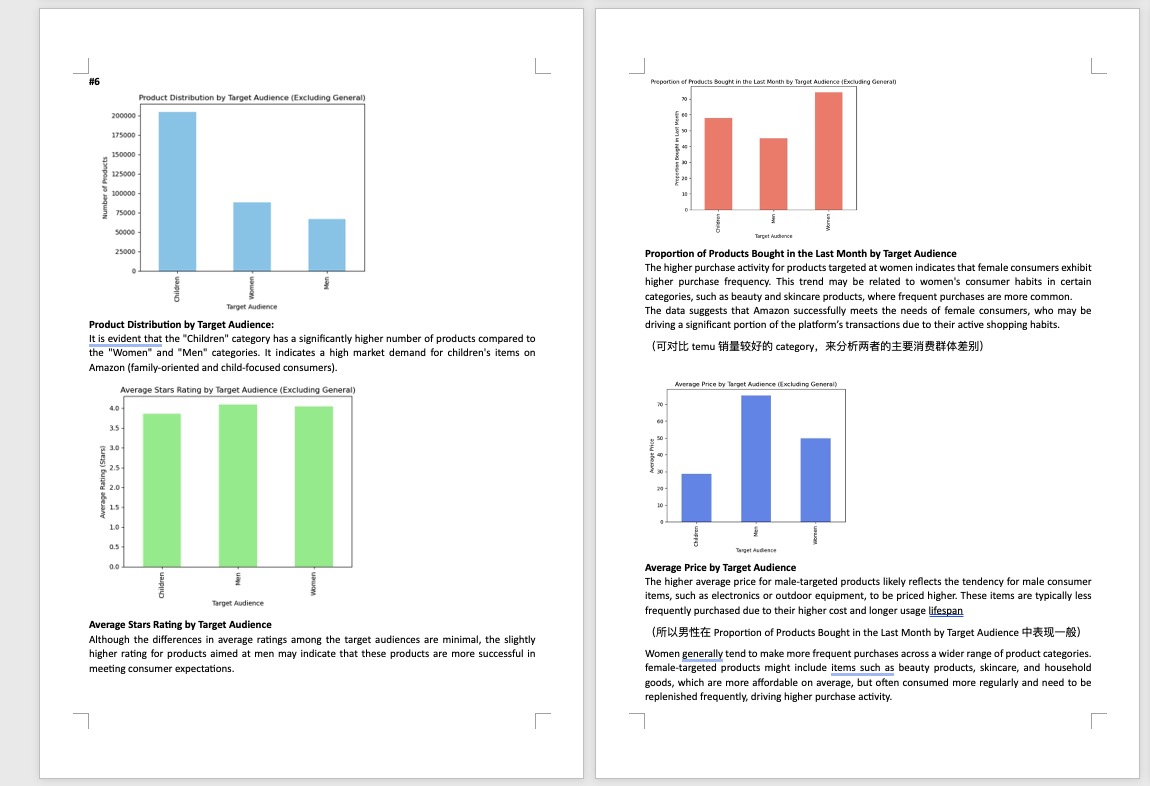 #6
Product Distribution by Target Audience (Excluding General)
200000
175000
150000
125000
100000
75000
50000
25000
0
Number of Products
Children
Women
Men
Target Audience
Product Distribution by Target Audience:
It is evident that the "Children" category has a significantly higher number of products compared to
the "Women" and "Men" categories. It indicates a high market demand for children's items on
Amazon (family-oriented and child-focused consumers).
Average Stars Rating by Target Audience (Excluding General)
4.0
3.5
3.0
2.5
2.0
1.5
1.0
0.5
0.0
Average Rating (Stars)
Children
Men
Women
Target Audience
Average Stars Rating by Target Audience
Although the differences in average ratings among the target audiences are minimal, the slightly
higher rating for products aimed at men may indicate that these products are more successful in
meeting consumer expectations.
Proportion of Products Bought in the Last Month by Target Audience (Excluding General)
70
60
50
40
30
20
10
0
Proportion Bought in Last Month
Children
Men
Women
Target Audience
Proportion of Products Bought in the Last Month by Target Audience
The higher purchase activity for products targeted at women indicates that female consumers exhibit
higher purchase frequency. This trend may be related to women's consumer habits in certain
categories, such as beauty and skincare products, where frequent purchases are more common.
The data suggests that Amazon successfully meets the needs of female consumers, who may be
driving a significant portion of the platform's transactions due to their active shopping habits.
（可对比 temu 销量较好的 category，来分析两者的主要消费群体差别）
Average Price by Target Audience (Excluding General)
70
60
50
40
30
20
10
0
Average Price
Children
Men
Women
Target Audience
Average Price by Target Audience
The higher average price for male-targeted products likely reflects the tendency for male consumer
items, such as electronics or outdoor equipment, to be priced higher. These items are typically less
frequently purchased due to their higher cost and longer usage lifespan
（所以男性在 Proportion of Products Bought in the Last Month by Target Audience 中表现一般）
Women generally tend to make more frequent purchases across a wider range of product categories.
female-targeted products might include items such as beauty products, skincare, and household
goods, which are more affordable on average, but often consumed more regularly and need to be
replenished frequently, driving higher purchase activity.